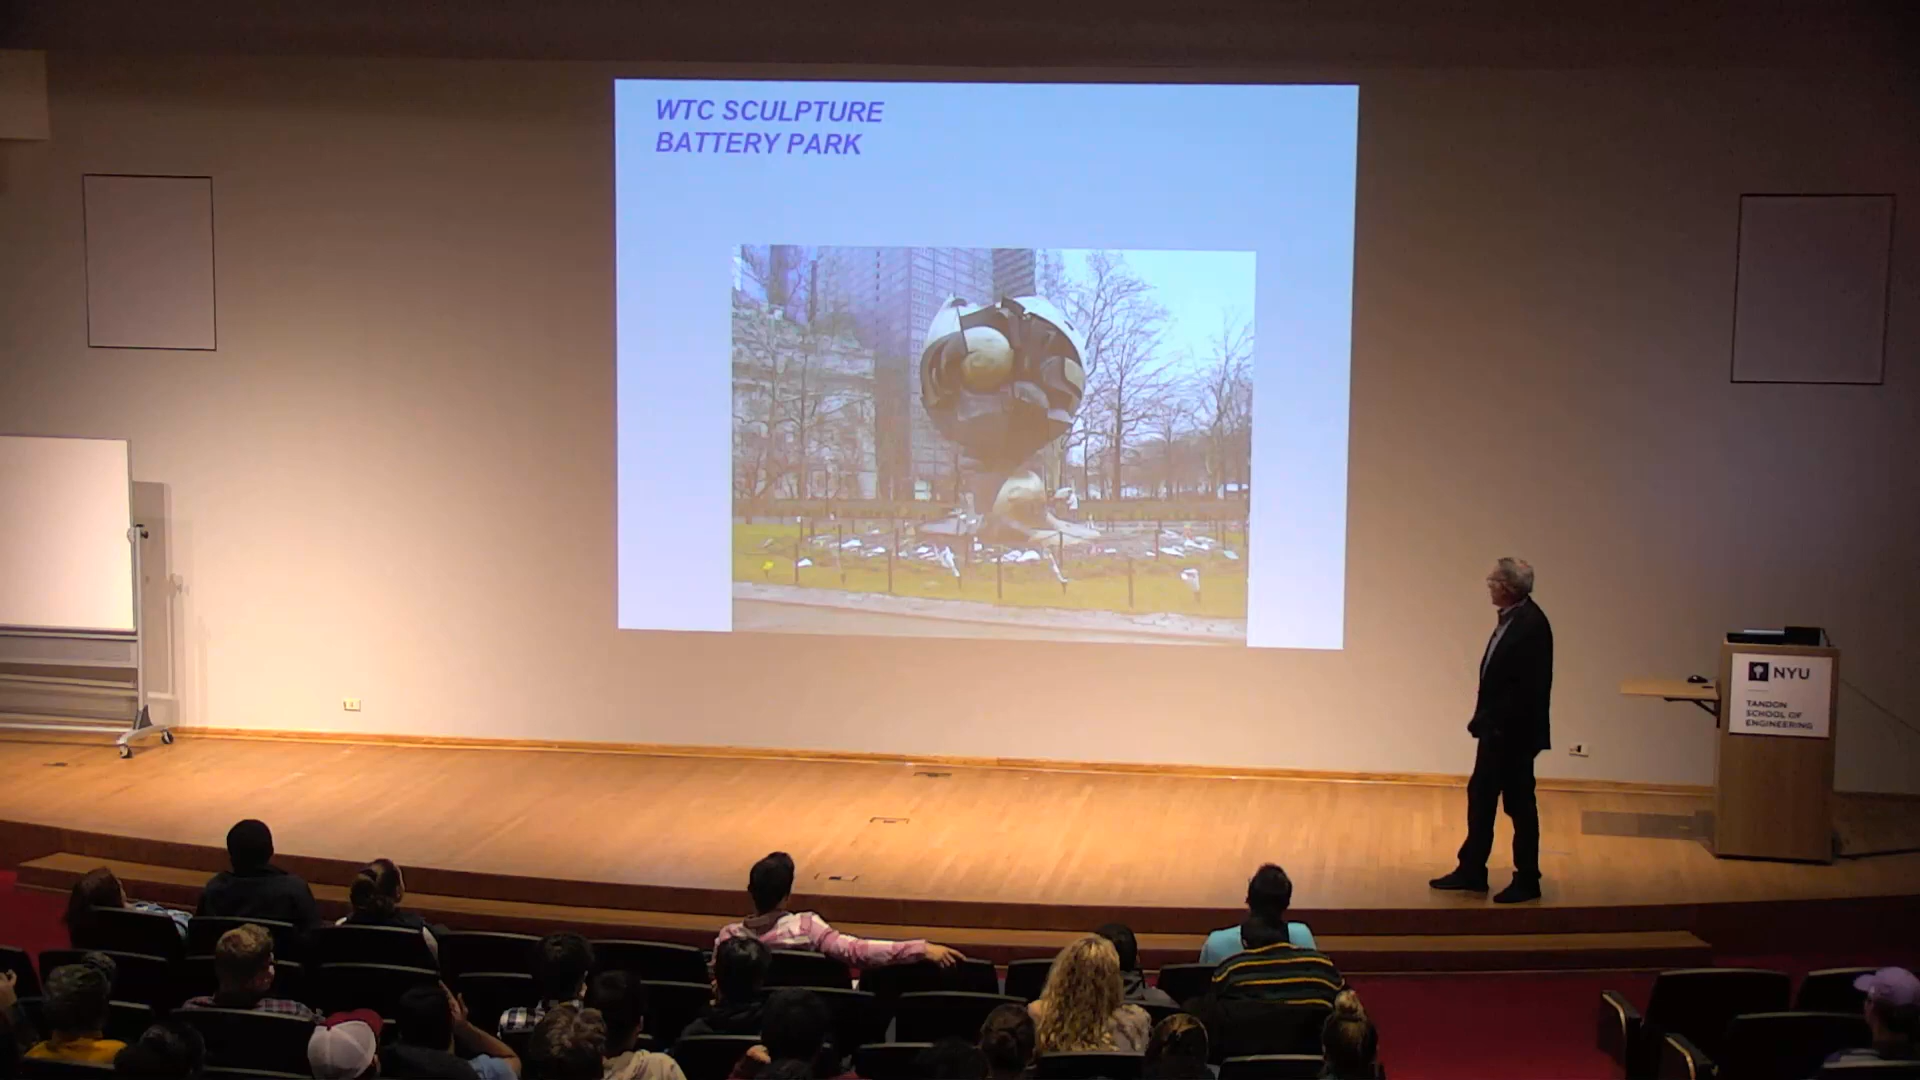 WTC SCULPTURE
BATTERY PARK
NYU
TANDON
SCHOOL OF
ENGINEERING